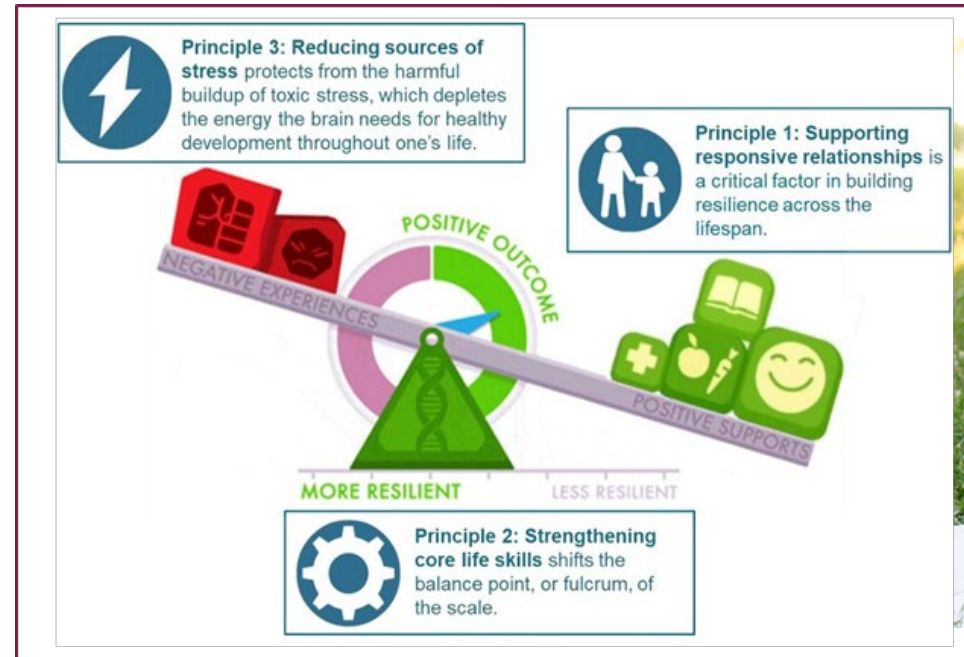 Principle 3: Reducing sources of
stress protects from the harmful
buildup of toxic stress, which depletes
the energy the brain needs for healthy
development throughout one's life.
Principle 1: Supporting
responsive relationships is
a critical factor in building
resilience across the
lifespan.
POSITIVE OUTCOME
NEGATIVE EXPERIENCES
POSITIVE SUPPORTS
MORE RESILIENT
LESS RESILIENT
Principle 2: Strengthening
core life skills shifts the
balance point, or fulcrum, of
the scale.